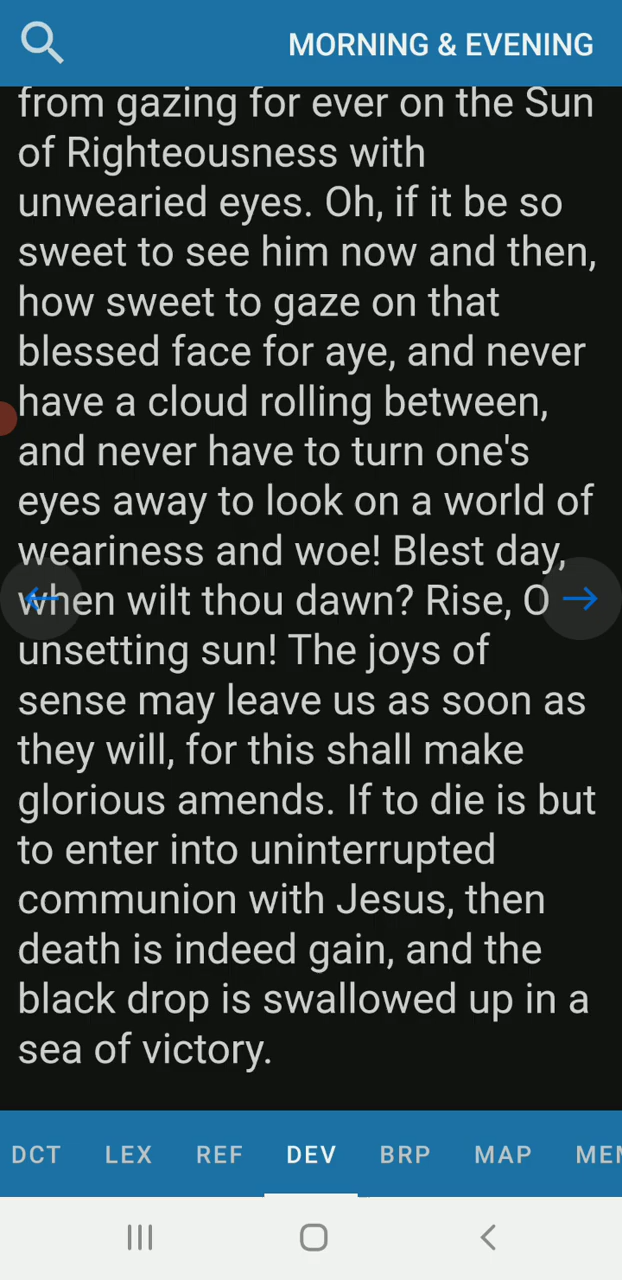 MORNING & EVENING
from gazing for ever on the Sun
of Righteousness with
unwearied eyes. Oh, if it be so
sweet to see him now and then,
how sweet to gaze on that
blessed face for aye, and never
have a cloud rolling between,
and never have to turn one's
eyes away to look on a world of
weariness and woe! Blest day,
when wilt thou dawn? Rise, O
unsetting sun! The joys of
sense may leave us as soon as
they will, for this shall make
glorious amends. If to die is but
to enter into uninterrupted
communion with Jesus, then
death is indeed gain, and the
black drop is swallowed up in a
sea of victory.
DCT LEX REF DEV BRP MAP MEM